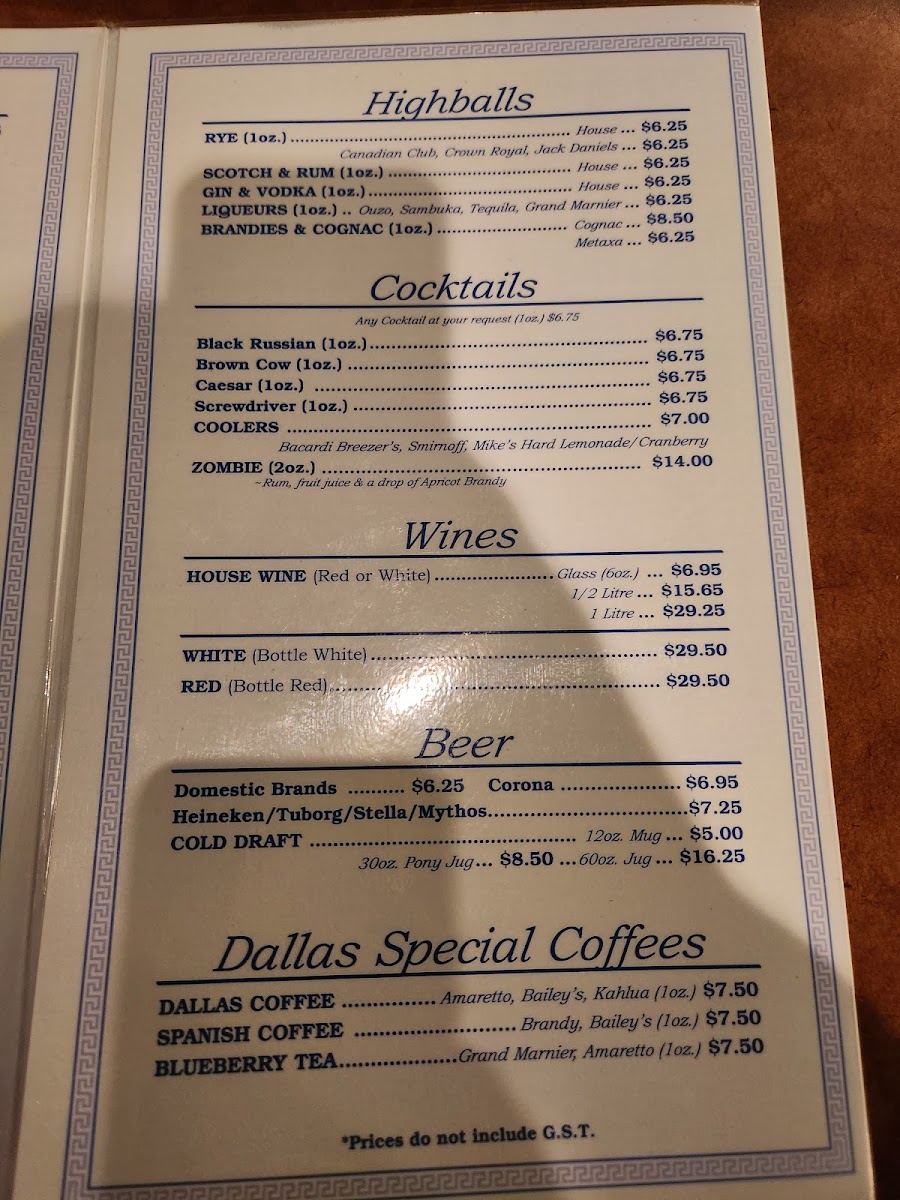 Highballs
RYE (1oz.) ........ House ... $6.25
Canadian Club, Crown Royal, Jack Daniels ... $6.25
SCOTCH & RUM (1oz.) ........ House ... $6.25
GIN & VODKA (1oz.) ........ House ... $6.25
LIQUEURS (1oz.) .. Ouzo, Sambuka, Tequila, Grand Marnier ... $6.25
BRANDIES & COGNAC (1oz.) ........ Cognac ... $8.50
Metaxa ... $6.25
Cocktails
Any Cocktail at your request (1oz.) $6.75
Black Russian (1oz.) ........ $6.75
Brown Cow (1oz.) ........ $6.75
Caesar (1oz.) ........ $6.75
Screwdriver (1oz.) ........ $6.75
COOLERS ........ $7.00
Bacardi Breezer's, Smirnoff, Mike's Hard Lemonade/Cranberry
ZOMBIE (2oz.) ........ $14.00
~Rum, fruit juice & a drop of Apricot Brandy
Wines
HOUSE WINE (Red or White) ........ Glass (6oz.) ... $6.95
1/2 Litre ... $15.65
1 Litre ... $29.25
WHITE (Bottle White) ........ $29.50
RED (Bottle Red) ........ $29.50
Beer
Domestic Brands ........ $6.25 Corona ........ $6.95
Heineken/Tuborg/Stella/Mythos ........ $7.25
COLD DRAFT ........ 12oz. Mug ... $5.00
30oz. Pony Jug ... $8.50 ... 60oz. Jug ... $16.25
Dallas Special Coffees
DALLAS COFFEE ........ Amaretto, Bailey's, Kahlua (1oz.) $7.50
SPANISH COFFEE ........ Brandy, Bailey's (1oz.) $7.50
BLUEBERRY TEA ........ Grand Marnier, Amaretto (1oz.) $7.50
*Prices do not include G.S.T.